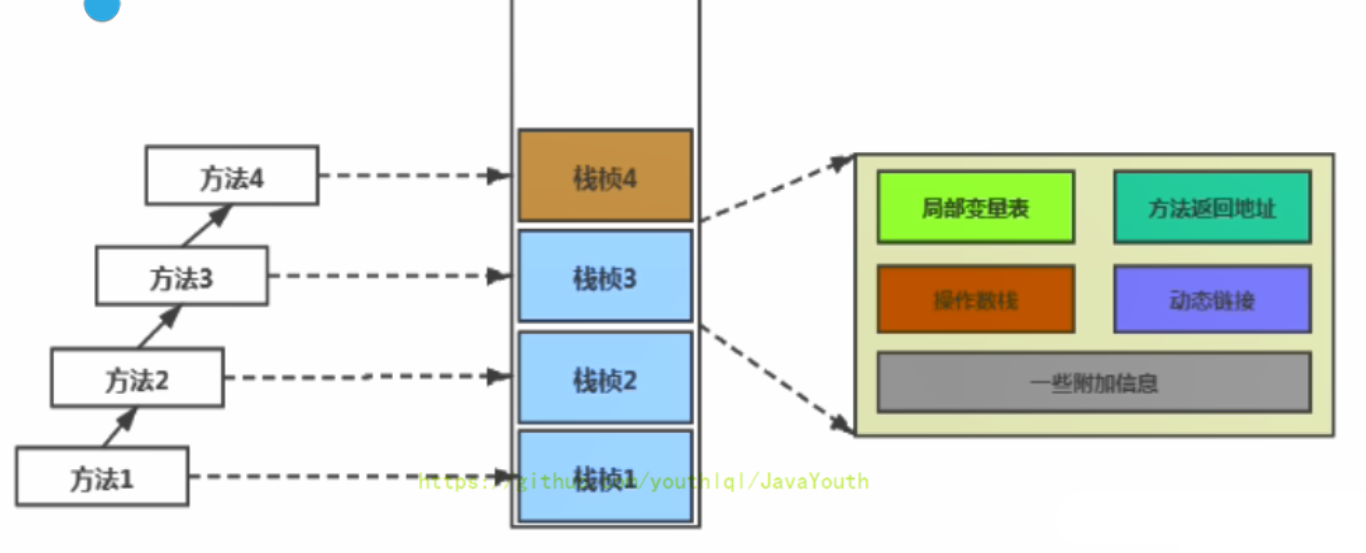 方法4
栈桢4
局部变量表
方法返回地址
方法3
栈桢3
操作数栈
动态链接
方法2
栈桢2
一些附加信息
方法1
栈桢1
https://github.com/youthlql/JavaYouth